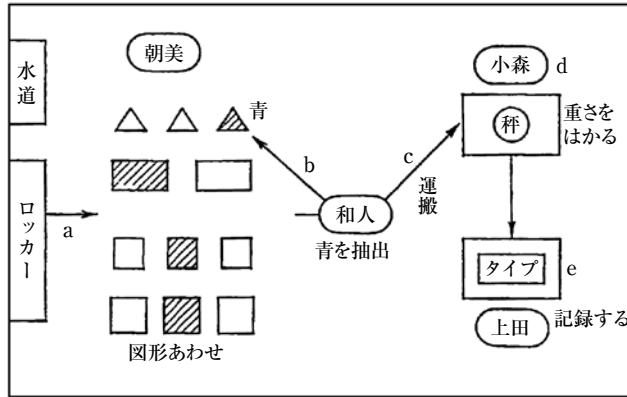 水道
ロッカー
a
朝美
青
b
和人
青を抽出
c
運搬
小森
d
秤
重さを
はかる
タイプ
e
上田
記録する
図形あわせ